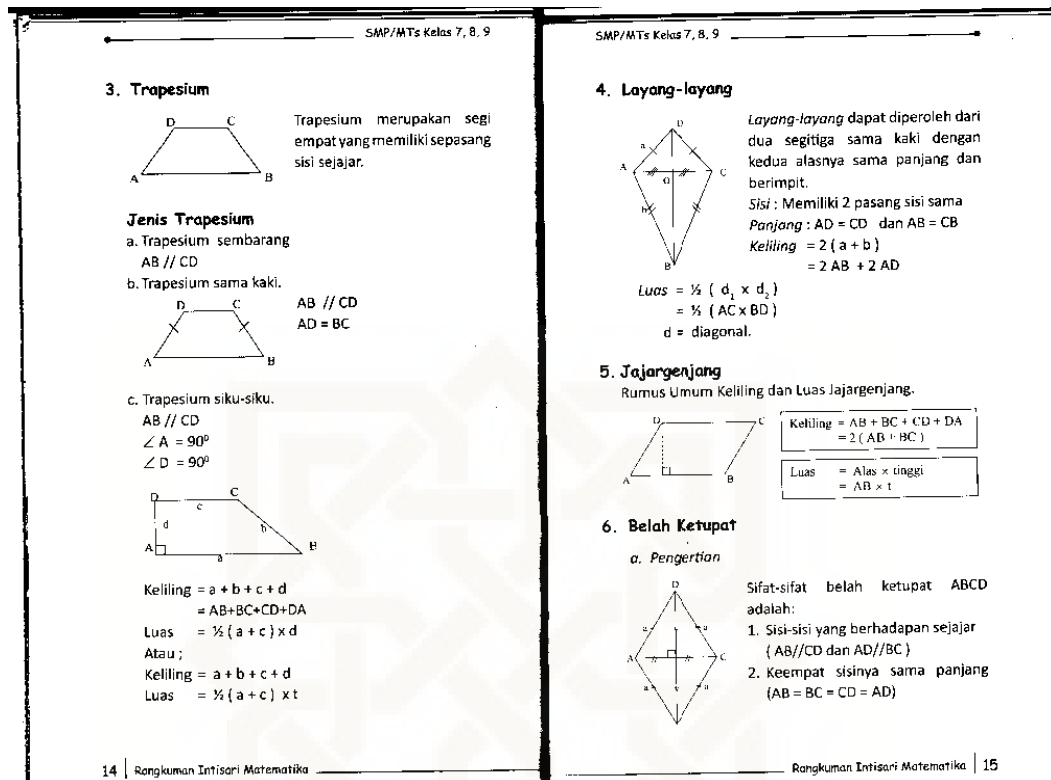 SMP/MTs Kelas 7, 8, 9
3. Trapesium
D C
A B
Trapesium merupakan segi
empat yang memiliki sepasang
sisi sejajar.
Jenis Trapesium
a. Trapesium sembarang
AB // CD
b. Trapesium sama kaki.
D C
A B
AB // CD
AD = BC
c. Trapesium siku-siku.
AB // CD
∠ A = 90⁰
∠ D = 90⁰
D C
c
d b
A B
a
Keliling = a + b + c + d
= AB+BC+CD+DA
Luas = ½ ( a + c ) x d
Atau ;
Keliling = a + b + c + d
Luas = ½ ( a + c ) x t
14 | Rangkuman Intisari Matematika
SMP/MTs Kelas 7, 8, 9
4. Layang-layang
D
a
A C
O
b
B
Layang-layang dapat diperoleh dari
dua segitiga sama kaki dengan
kedua alasnya sama panjang dan
berimpit.
Sisi : Memiliki 2 pasang sisi sama
Panjang : AD = CD dan AB = CB
Keliling = 2 ( a + b )
= 2 AB + 2 AD
Luas = ½ ( d₁ x d₂ )
= ½ ( AC x BD )
d = diagonal.
5. Jajargenjang
Rumus Umum Keliling dan Luas Jajargenjang.
D C
A B
Keliling = AB + BC + CD + DA
= 2 ( AB + BC )
Luas = Alas × tinggi
= AB × t
6. Belah Ketupat
a. Pengertian
D
a a
A C
a a
Sifat-sifat belah ketupat ABCD
adalah:
1. Sisi-sisi yang berhadapan sejajar
( AB//CD dan AD//BC )
2. Keempat sisinya sama panjang
(AB = BC = CD = AD)
Rangkuman Intisari Matematika | 15